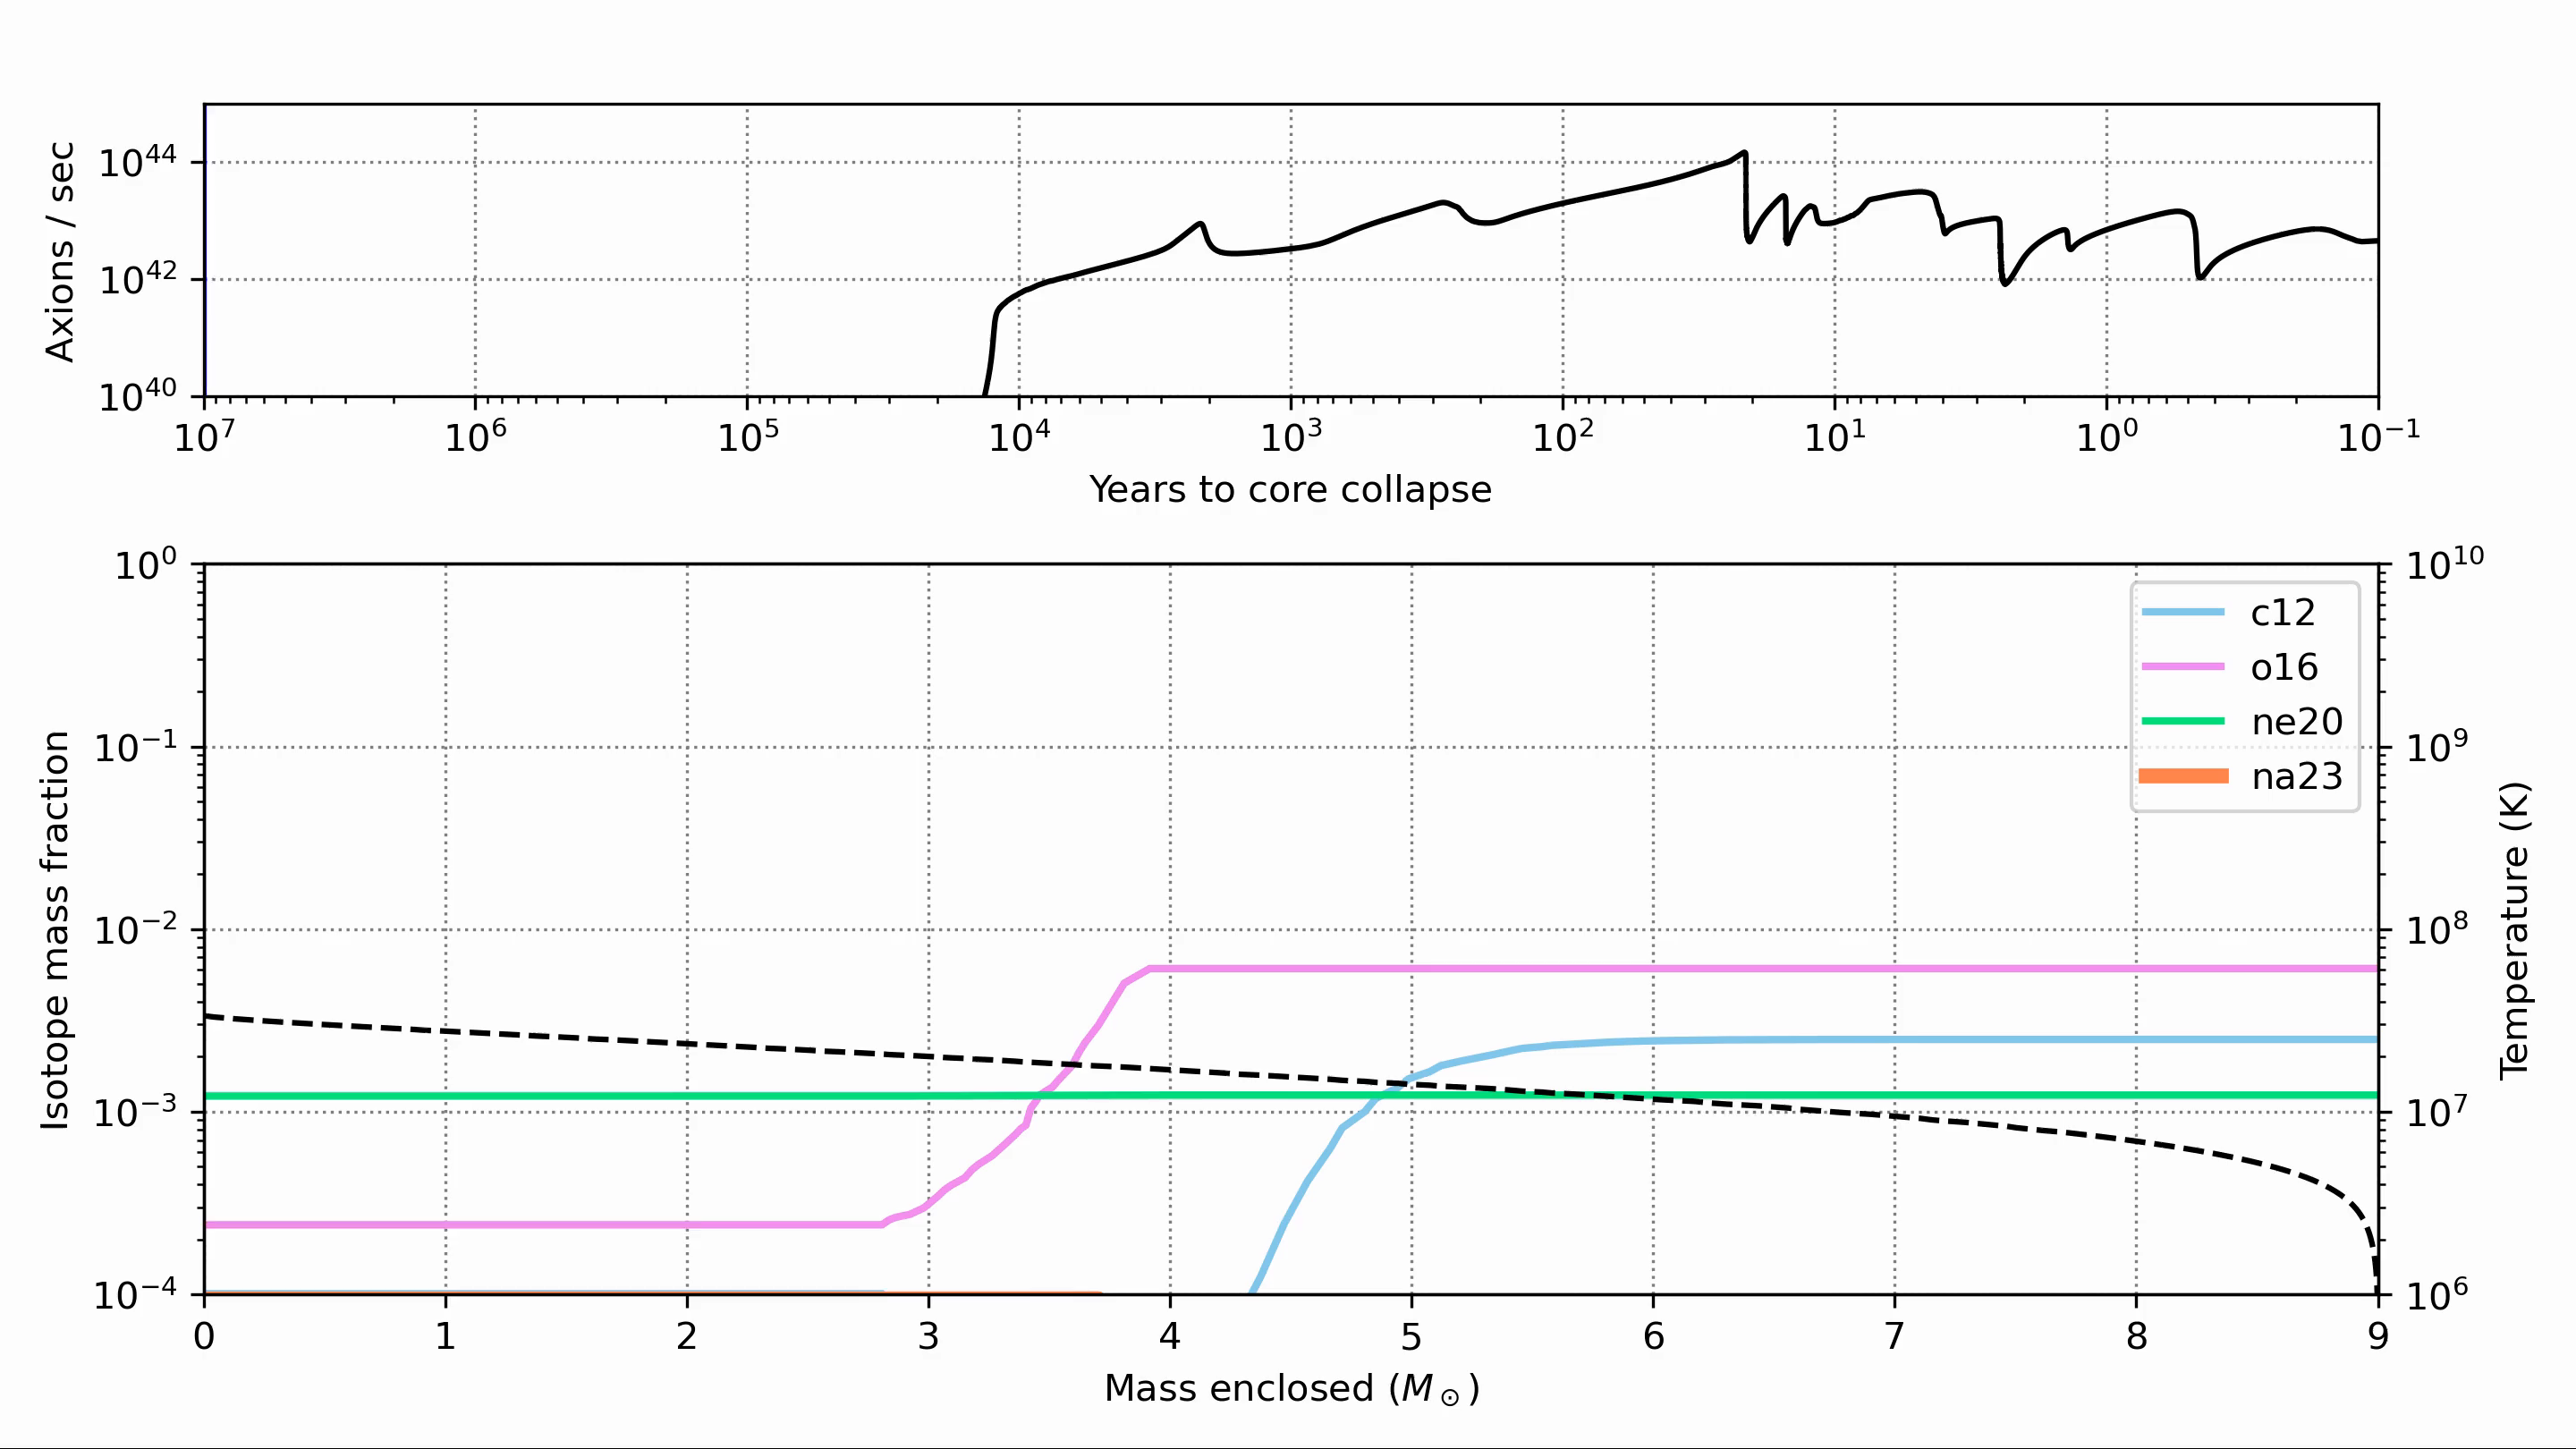 Axions / sec
10^44
10^42
10^40
10^7 10^6 10^5 10^4 10^3 10^2 10^1 10^0 10^-1
Years to core collapse
Isotope mass fraction
10^0
10^-1
10^-2
10^-3
10^-4
c12
o16
ne20
na23
10^10
10^9
10^8
10^7
10^6
Temperature (K)
0 1 2 3 4 5 6 7 8 9
Mass enclosed (M⊙)